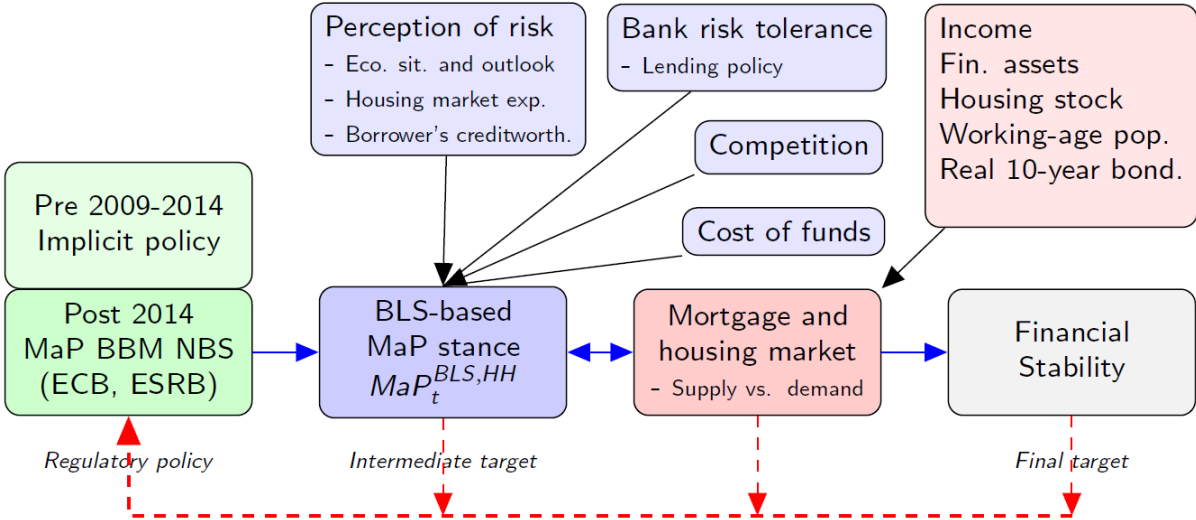 Perception of risk
- Eco. sit. and outlook
- Housing market exp.
- Borrower's creditworth.
Bank risk tolerance
- Lending policy
Competition
Cost of funds
Income
Fin. assets
Housing stock
Working-age pop.
Real 10-year bond.
Pre 2009-2014
Implicit policy
Post 2014
MaP BBM NBS
(ECB, ESRB)
BLS-based
MaP stance
MaP_t^{BLS,HH}
Mortgage and
housing market
- Supply vs. demand
Financial
Stability
Regulatory policy
Intermediate target
Final target